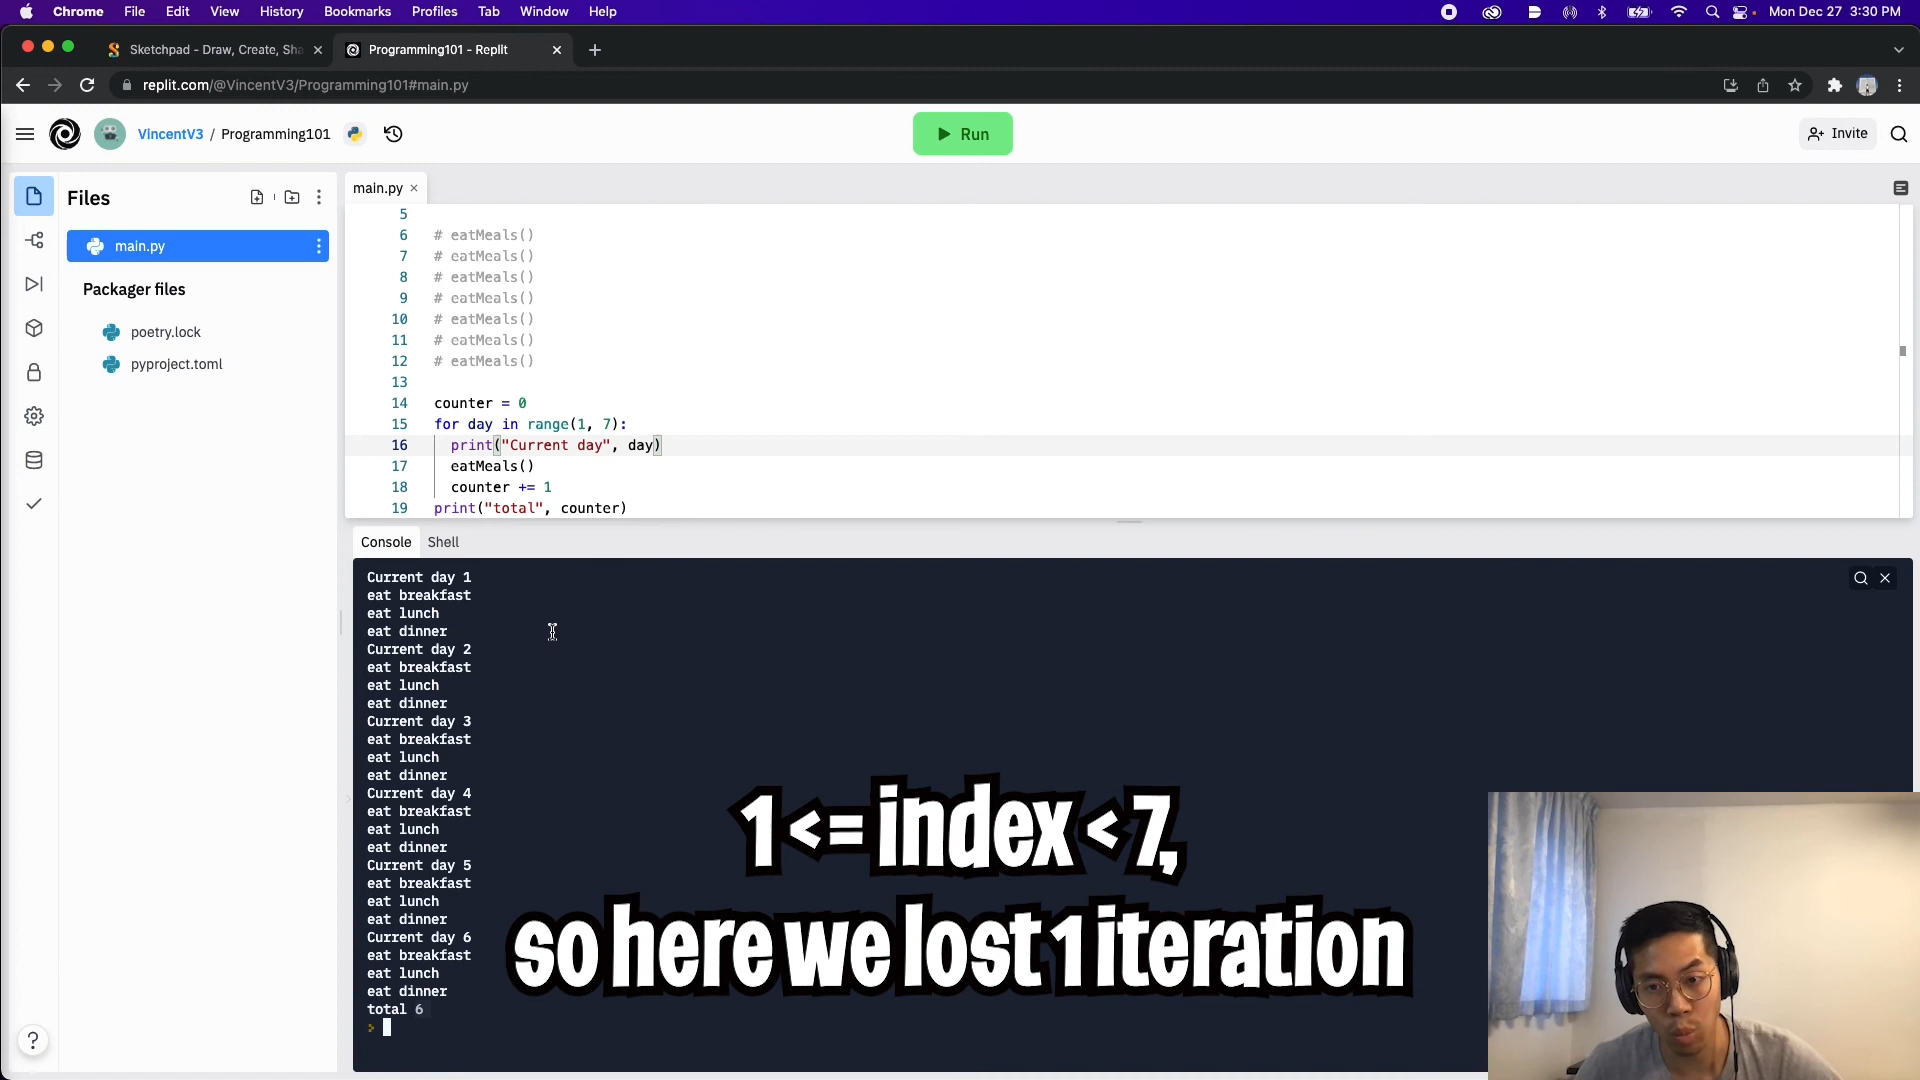 Chrome File Edit View History Bookmarks Profiles Tab Window Help Mon Dec 27 3:30 PM
Sketchpad - Draw, Create, Sha
Programming101 - Replit
replit.com/@VincentV3/Programming101#main.py
VincentV3 / Programming101
Run
Invite
Files
main.py
Packager files
poetry.lock
pyproject.toml
main.py
5
6 # eatMeals()
7 # eatMeals()
8 # eatMeals()
9 # eatMeals()
10 # eatMeals()
11 # eatMeals()
12 # eatMeals()
13
14 counter = 0
15 for day in range(1, 7):
16 print("Current day", day)
17 eatMeals()
18 counter += 1
19 print("total", counter)
Console Shell
Current day 1
eat breakfast
eat lunch
eat dinner
Current day 2
eat breakfast
eat lunch
eat dinner
Current day 3
eat breakfast
eat lunch
eat dinner
Current day 4
eat breakfast
eat lunch
eat dinner
Current day 5
eat breakfast
eat lunch
eat dinner
Current day 6
eat breakfast
eat lunch
eat dinner
total 6
1 <= index < 7,
so here we lost 1 iteration
?